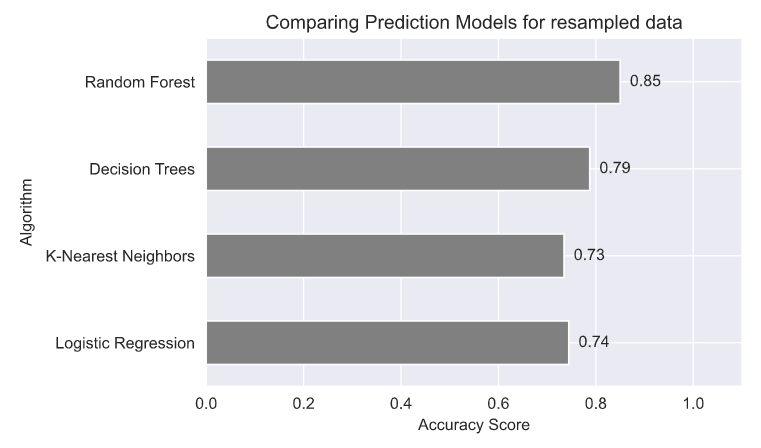 Comparing Prediction Models for resampled data
Random Forest
0.85
Decision Trees
0.79
K-Nearest Neighbors
0.73
Logistic Regression
0.74
Algorithm
0.0 0.2 0.4 0.6 0.8 1.0
Accuracy Score